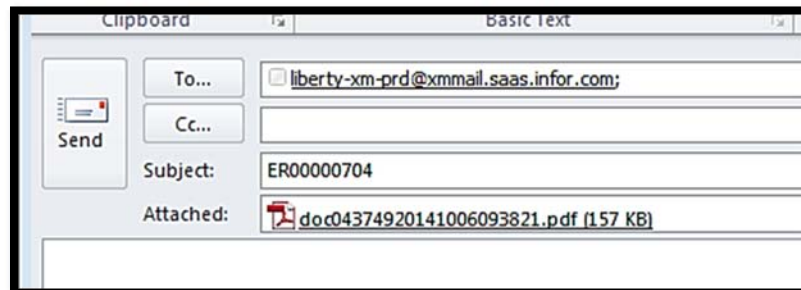 Clipboard Basic Text
To... liberty-xm-prd@xmmail.saas.infor.com;
Cc...
Send
Subject: ER00000704
Attached: doc04374920141006093821.pdf (157 KB)